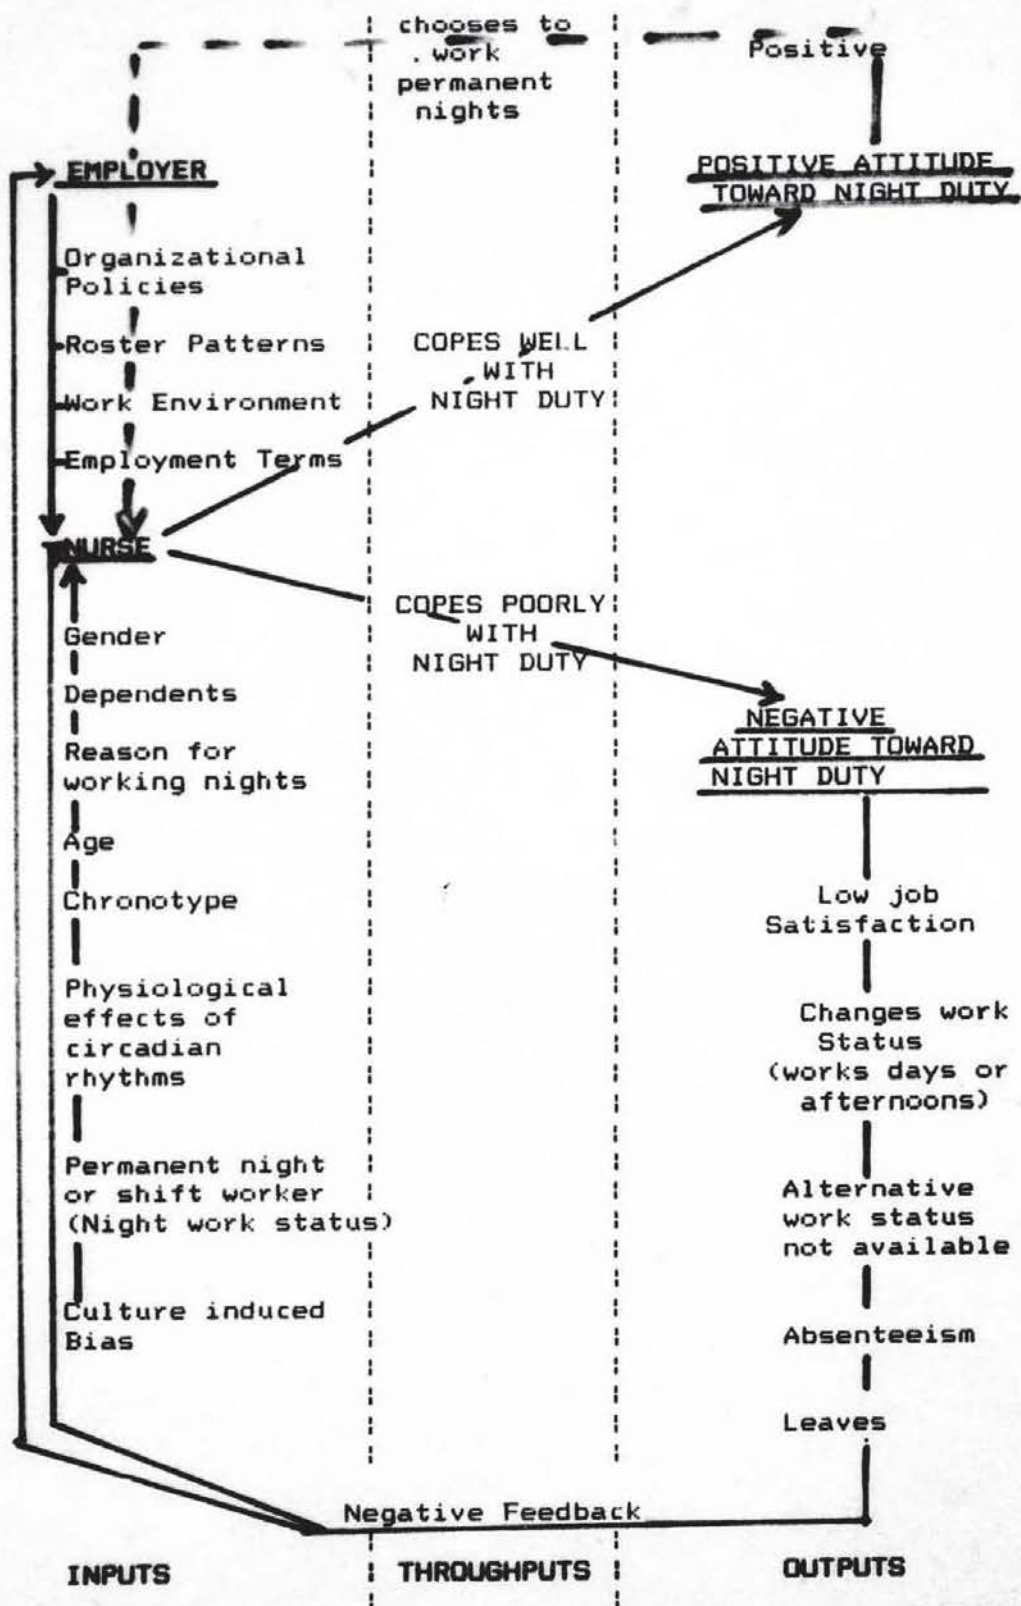 chooses to
work
permanent
nights
Positive
EMPLOYER
POSITIVE ATTITUDE
TOWARD NIGHT DUTY
Organizational
Policies
Roster Patterns
Work Environment
Employment Terms
COPES WELL
WITH
NIGHT DUTY
NURSE
COPES POORLY
WITH
NIGHT DUTY
Gender
Dependents
Reason for
working nights
Age
Chronotype
Physiological
effects of
circadian
rhythms
Permanent night
or shift worker
(Night work status)
Culture induced
Bias
NEGATIVE
ATTITUDE TOWARD
NIGHT DUTY
Low job
Satisfaction
Changes work
Status
(works days or
afternoons)
Alternative
work status
not available
Absenteeism
Leaves
Negative Feedback
INPUTS
THROUGHPUTS
OUTPUTS